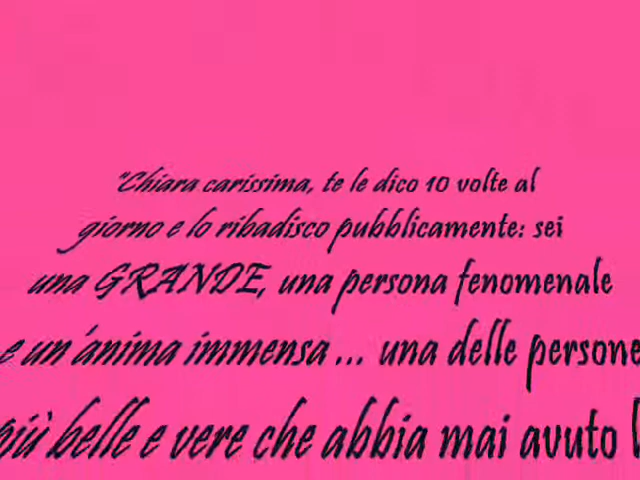 "Chiara carissima, te le dico 10 volte al
giorno e lo ribadisco pubblicamente: sei
una GRANDE, una persona fenomenale
e un'anima immensa ... una delle persone
più belle e vere che abbia mai avuto